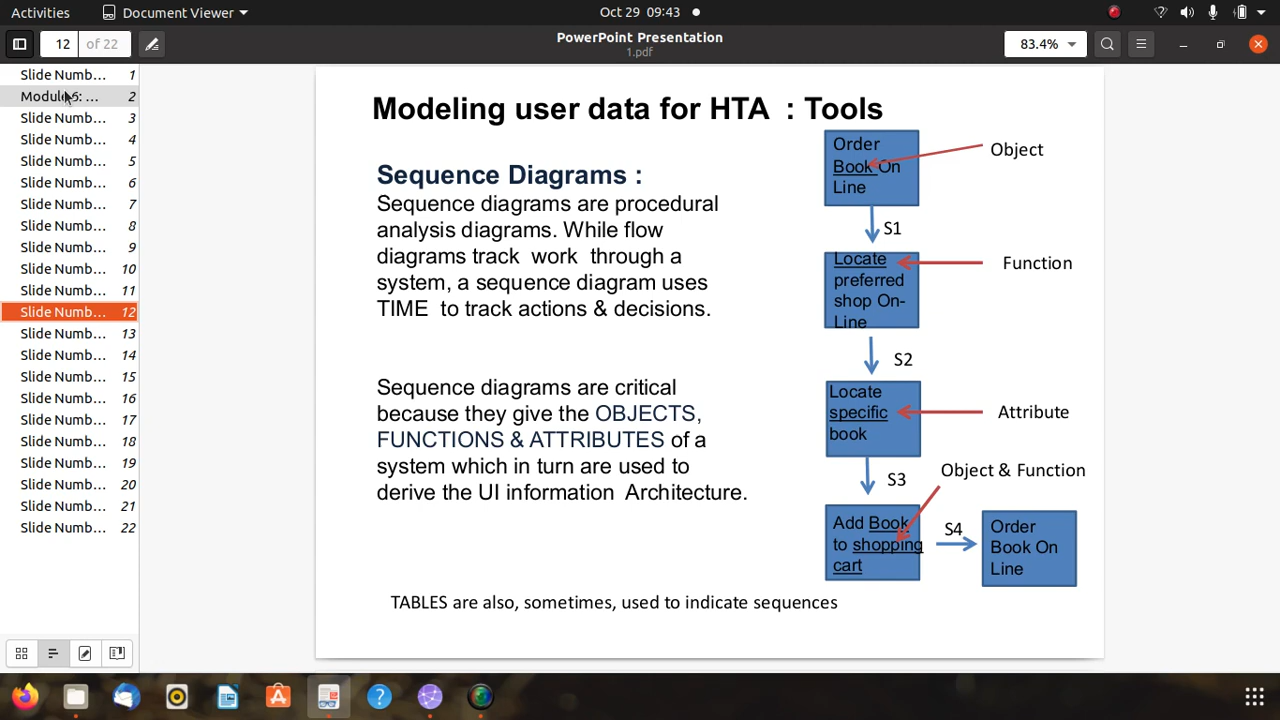 Activities
Document Viewer
Oct 29 09:43
12
of 22
PowerPoint Presentation
1.pdf
83.4%
Slide Numb... 1
Module 5: ... 2
Slide Numb... 3
Slide Numb... 4
Slide Numb... 5
Slide Numb... 6
Slide Numb... 7
Slide Numb... 8
Slide Numb... 9
Slide Numb... 10
Slide Numb... 11
Slide Numb... 12
Slide Numb... 13
Slide Numb... 14
Slide Numb... 15
Slide Numb... 16
Slide Numb... 17
Slide Numb... 18
Slide Numb... 19
Slide Numb... 20
Slide Numb... 21
Slide Numb... 22
Modeling user data for HTA : Tools
Sequence Diagrams :
Sequence diagrams are procedural
analysis diagrams. While flow
diagrams track work through a
system, a sequence diagram uses
TIME to track actions & decisions.
Sequence diagrams are critical
because they give the OBJECTS,
FUNCTIONS & ATTRIBUTES of a
system which in turn are used to
derive the UI information Architecture.
Order
Book On
Line
Object
S1
Locate
preferred
shop On-
Line
Function
S2
Locate
specific
book
Attribute
S3
Object & Function
Add Book
to shopping
cart
S4
Order
Book On
Line
TABLES are also, sometimes, used to indicate sequences